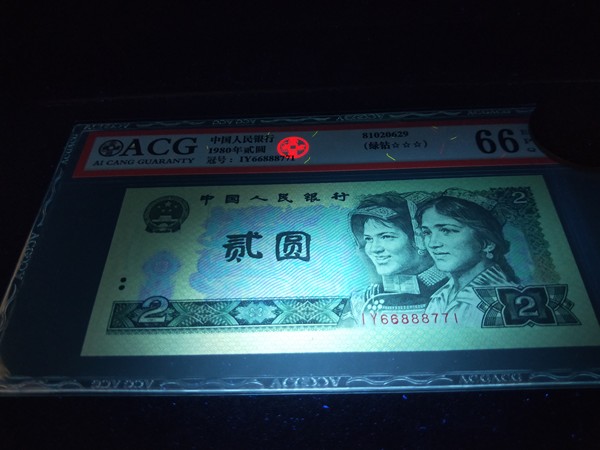 ACG
AI CANG GUARANTY
中国人民银行
1980年贰圆
冠号：IY66888771
81020629
(绿钻☆☆☆)
66
中国人民银行
2
贰圆
2
IY66888771
2